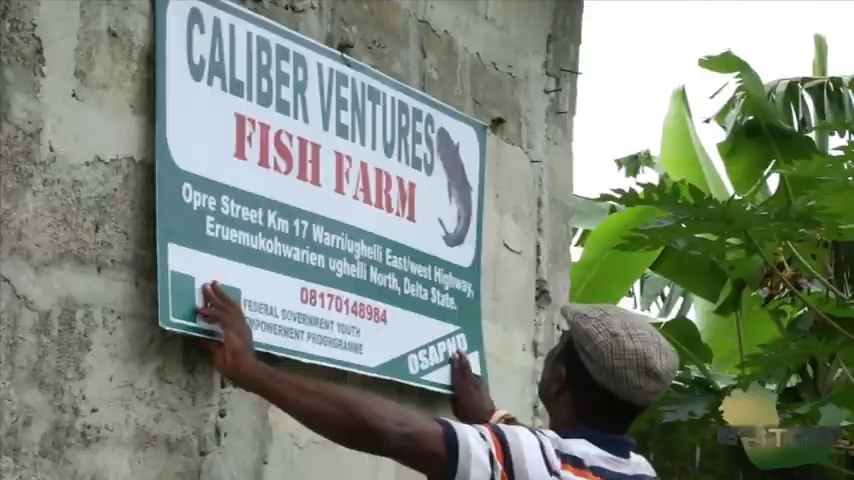 CALIBER VENTURES
FISH FARM
Opre Street Km 17 Warri/ughelli East/west Highway,
Eruemukohwarien ughelli North, Delta State.
08170148984
FEDERAL GOVERNMENT YOUTH
EMPOWERMENT PROGHRAMME
OSAPND